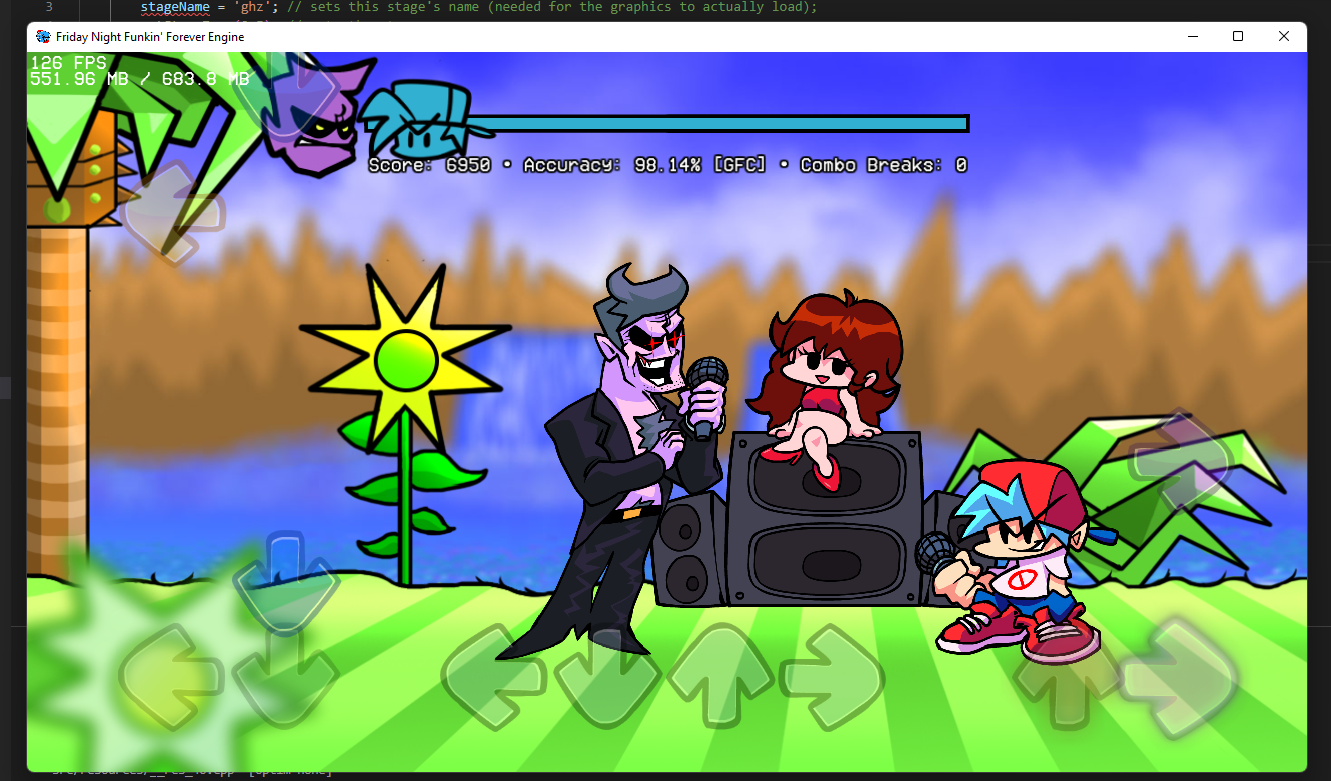 3 stageName = 'ghz'; // sets this stage's name (needed for the graphics to actually load);
Friday Night Funkin' Forever Engine
126 FPS
551.96 MB / 683.8 MB
Score: 6950 • Accuracy: 98.14% [GFC] • Combo Breaks: 0